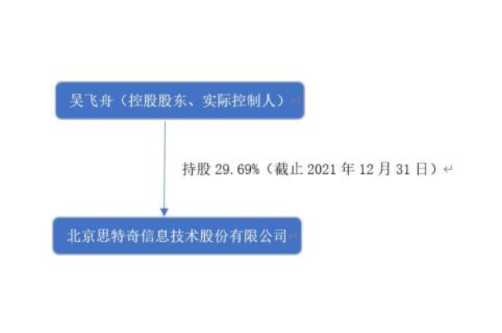 吴飞舟（控股股东、实际控制人）
持股 29.69%（截止 2021 年 12 月 31 日）
北京思特奇信息技术股份有限公司